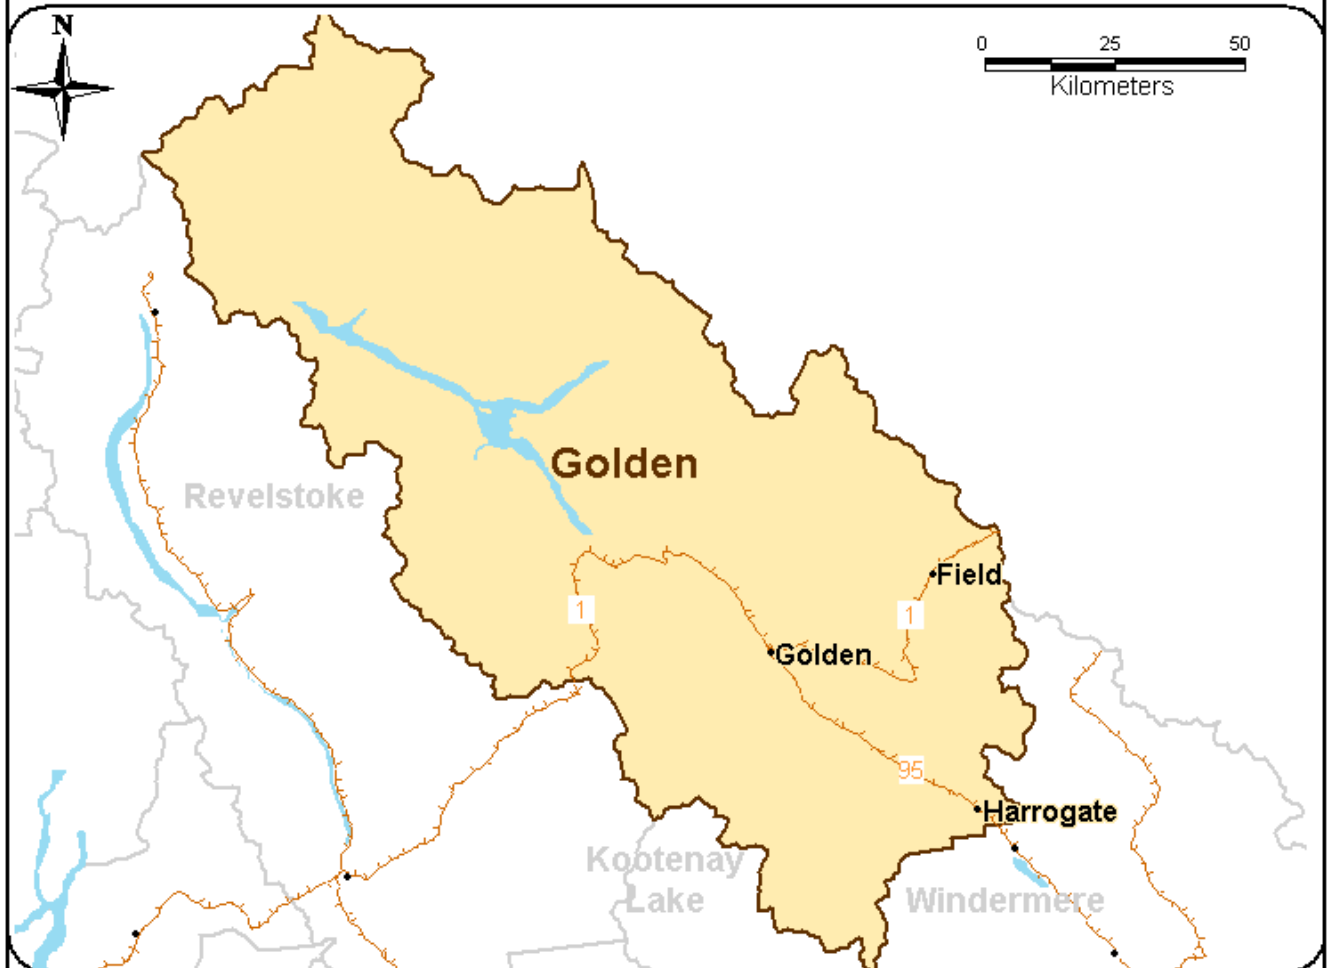 N
0 25 50
Kilometers
Golden
Revelstoke
Field
1
1
Golden
95
Harrogate
Kootenay
Lake
Windermere